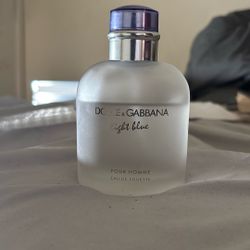 DOLCE & GABBANA
light blue
POUR HOMME
EAU DE TOILETTE